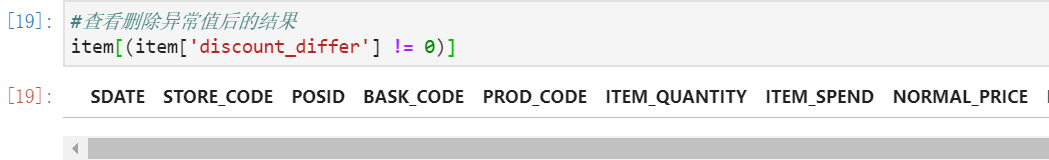 [19]: #查看删除异常值后的结果
item[(item['discount_differ'] != 0)]
[19]: SDATE STORE_CODE POSID BASK_CODE PROD_CODE ITEM_QUANTITY ITEM_SPEND NORMAL_PRICE